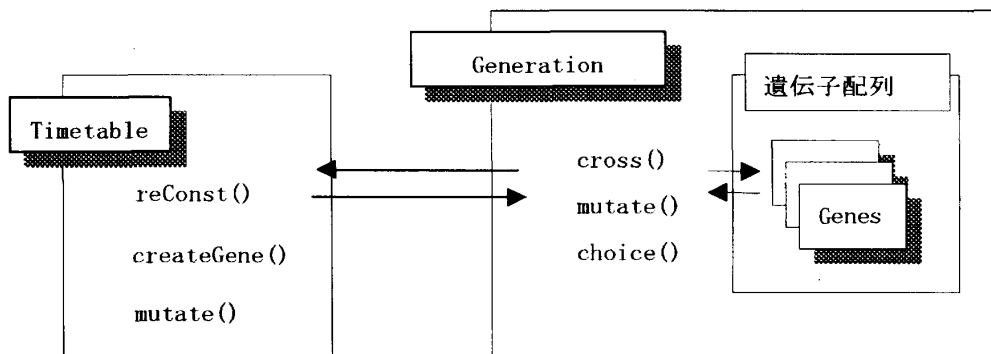 Generation
遺伝子配列
Timetable
cross()
reConst()
mutate()
Genes
choice()
createGene()
mutate()